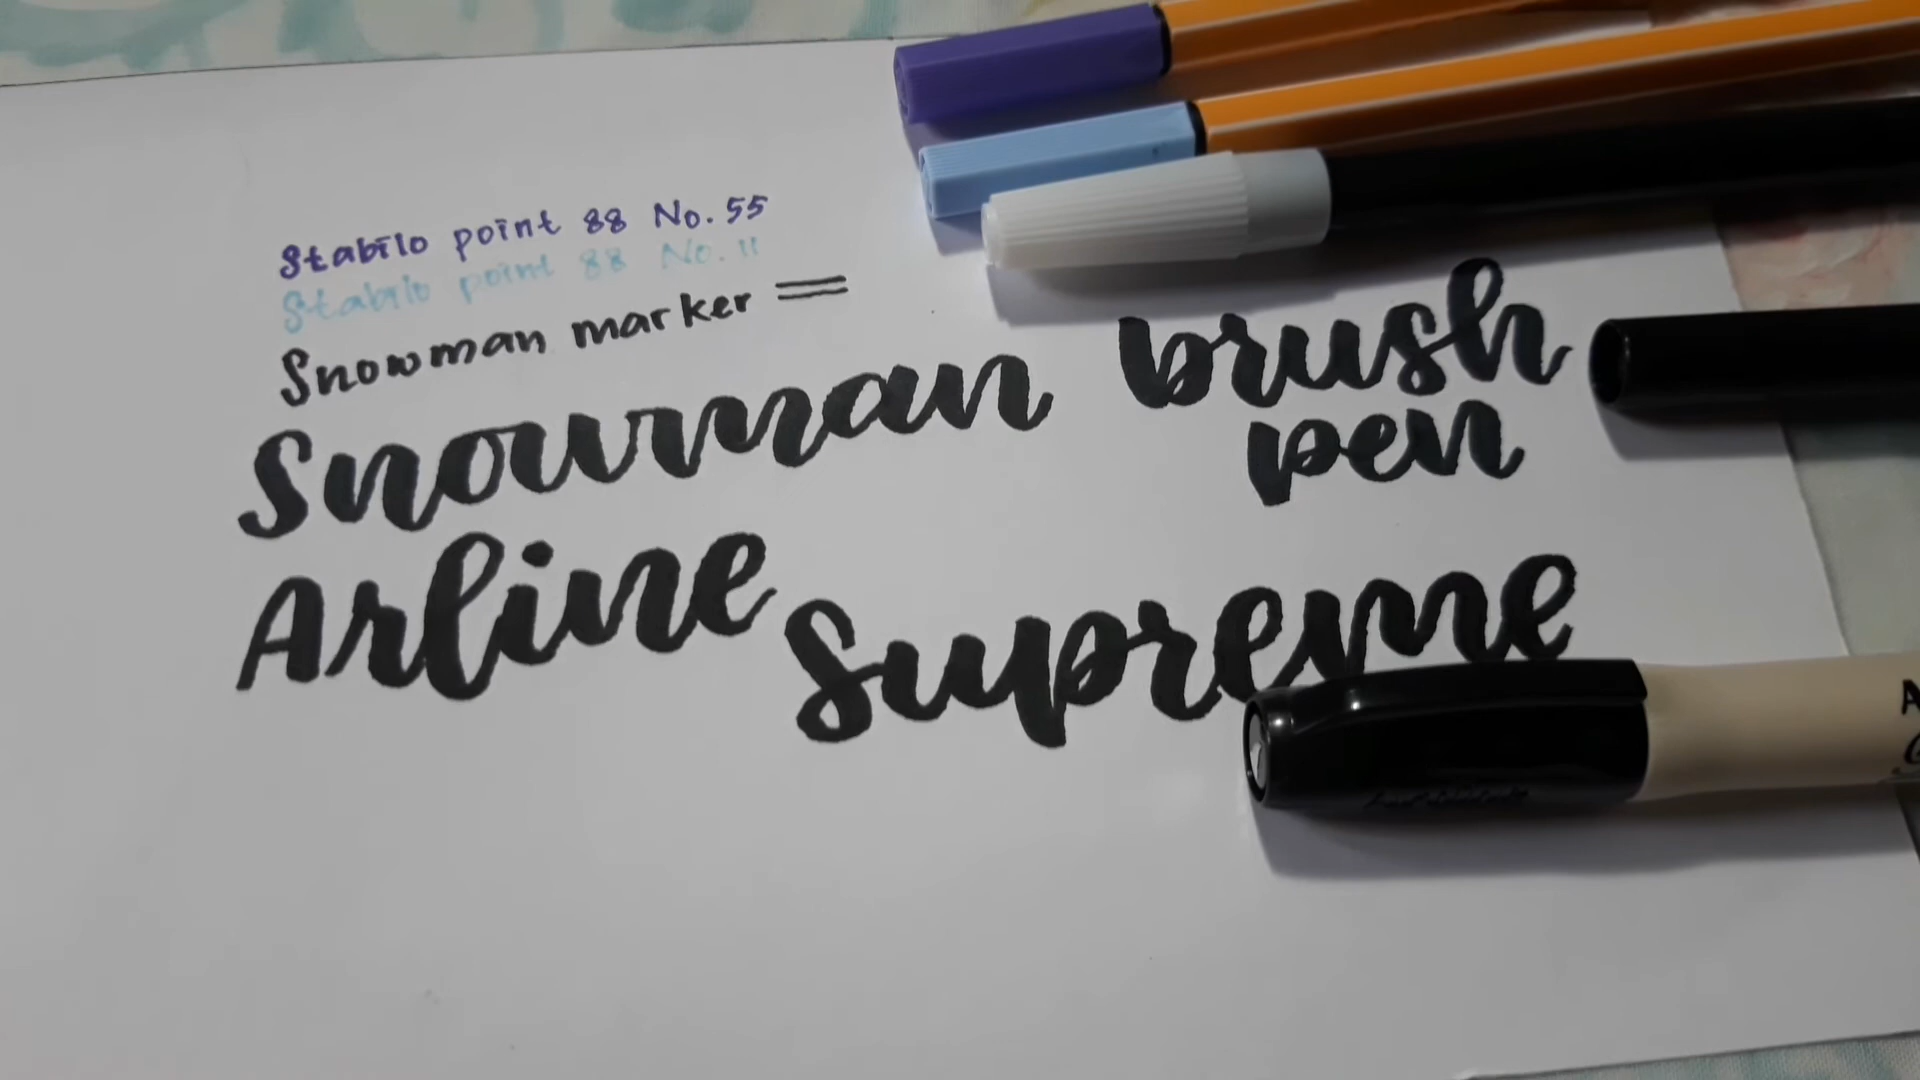 Stabilo point 88 No. 55
Stabilo point 88 No. 11
Snowman marker =
Snowman brush
pen
Arline Supreme